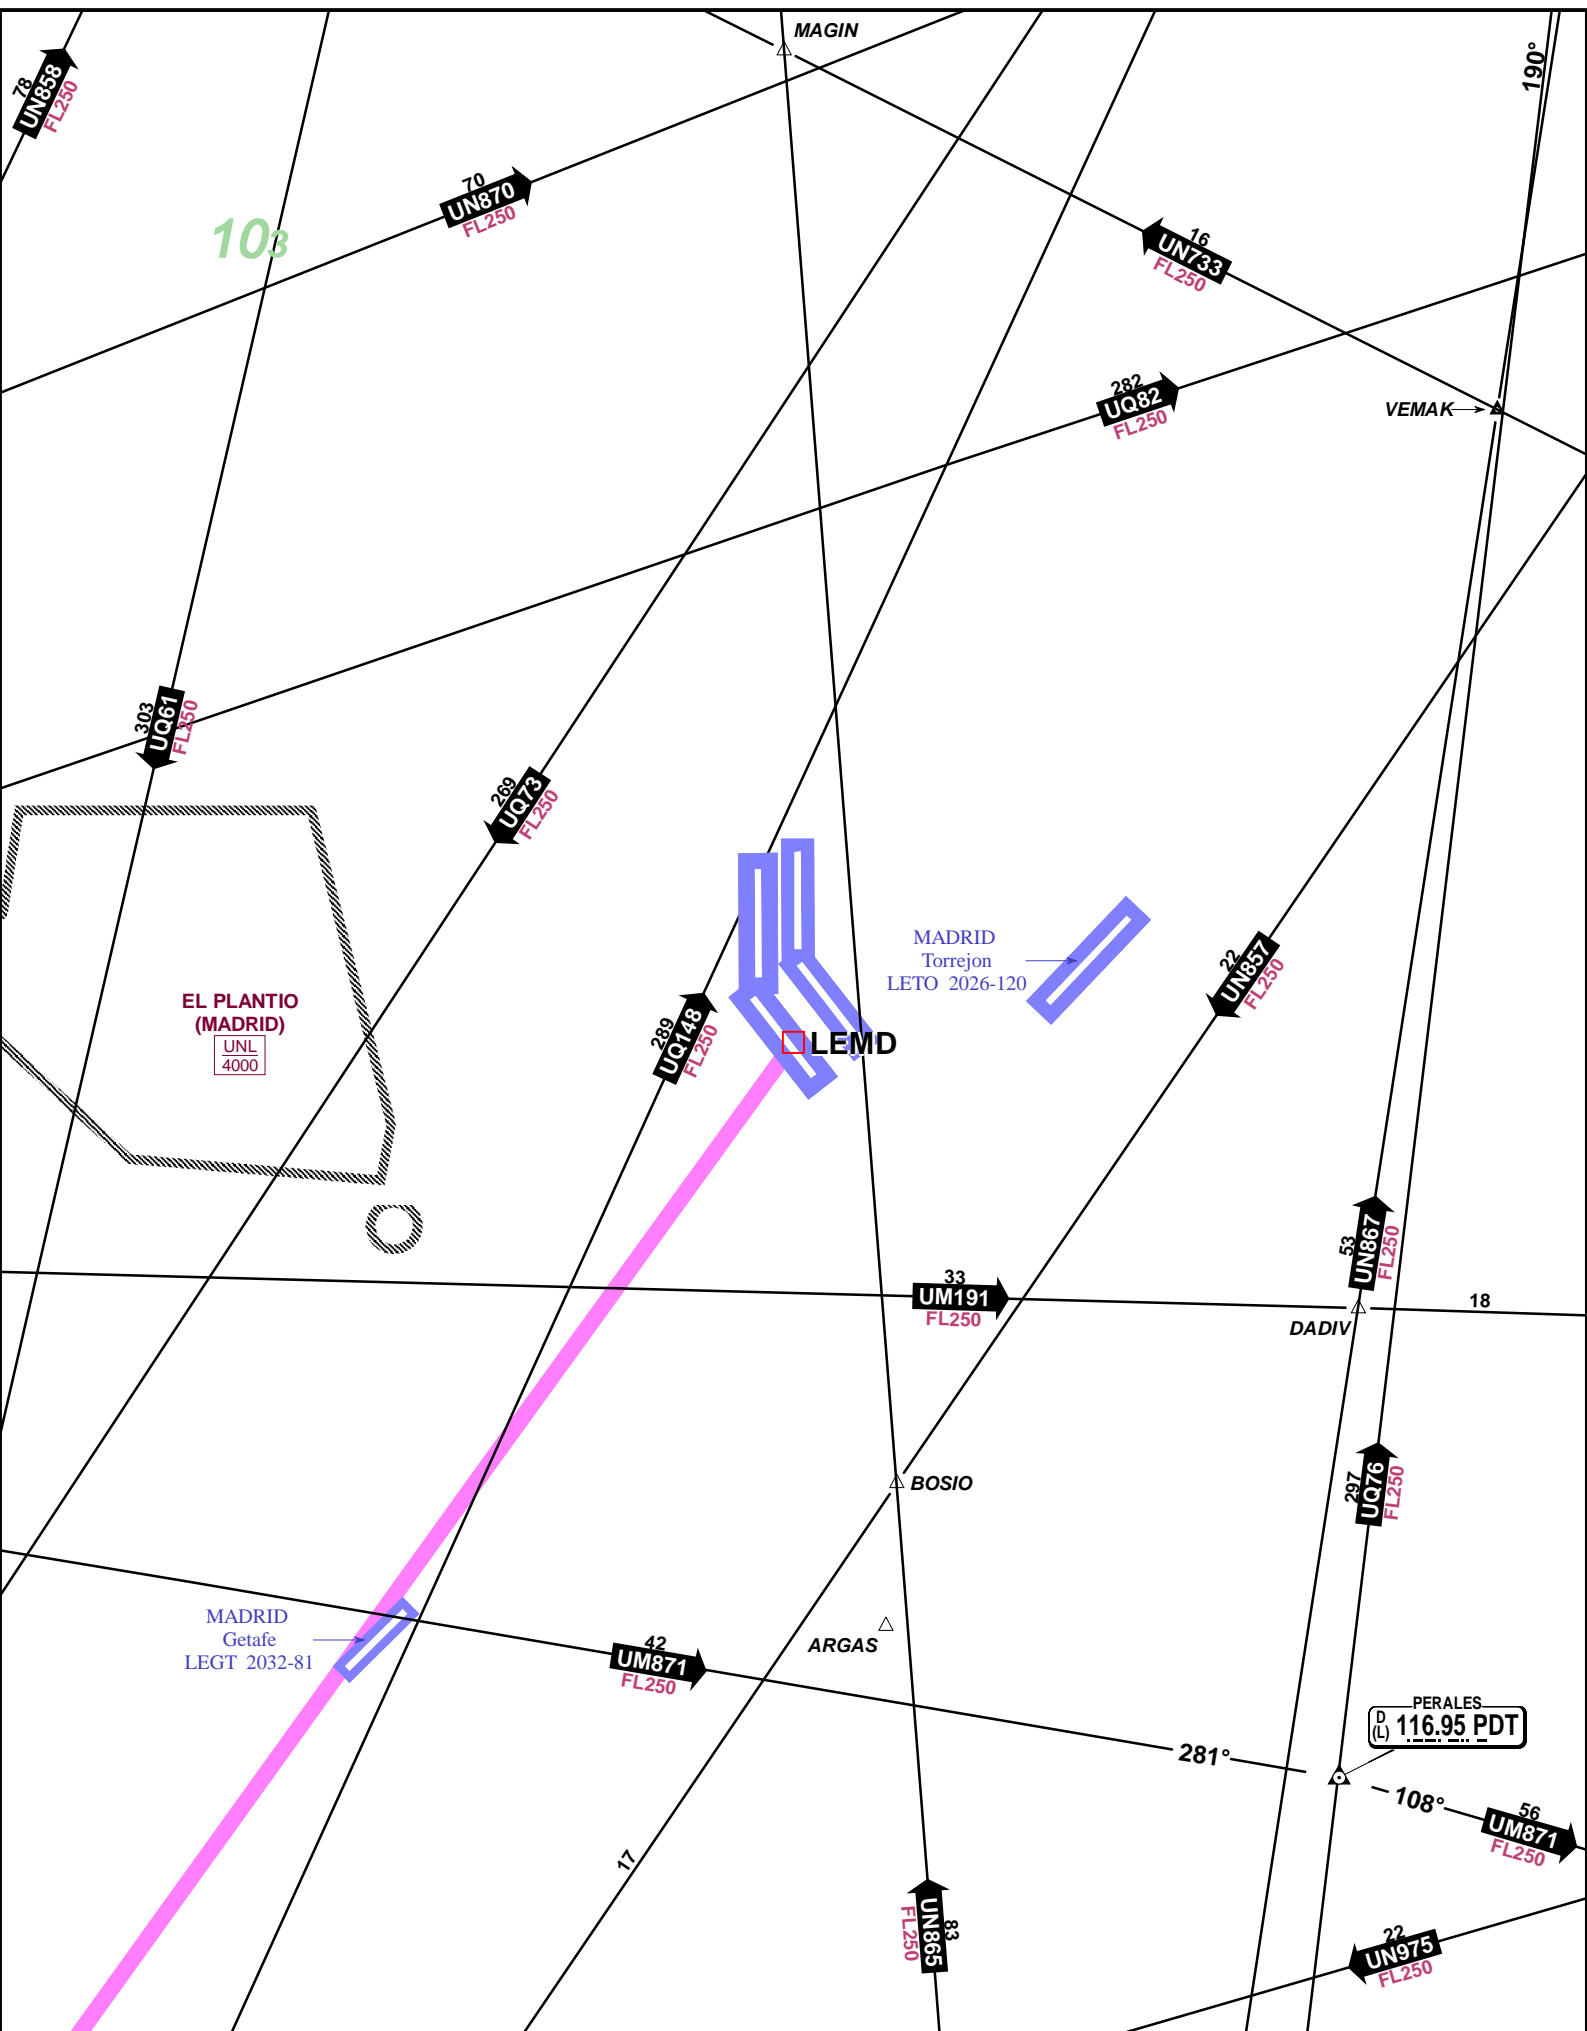 MAGIN
190°
78
UN858
FL250
70
UN870
FL250
103
16
UN733
FL250
282
UQ82
FL250
VEMAK
303
UQ61
FL250
269
UQ73
FL250
MADRID
Torrejon
LETO 2026-120
22
UN857
FL250
EL PLANTIO
(MADRID)
UNL
4000
289
UQ148
FL250
LEMD
53
UN867
FL250
33
UM191
FL250
18
DADIV
297
UQ76
FL250
BOSIO
MADRID
Getafe
LEGT 2032-81
ARGAS
42
UM871
FL250
PERALES
D
(L) 116.95 PDT
281°
108°
56
UM871
FL250
17
83
UN865
FL250
22
UN975
FL250